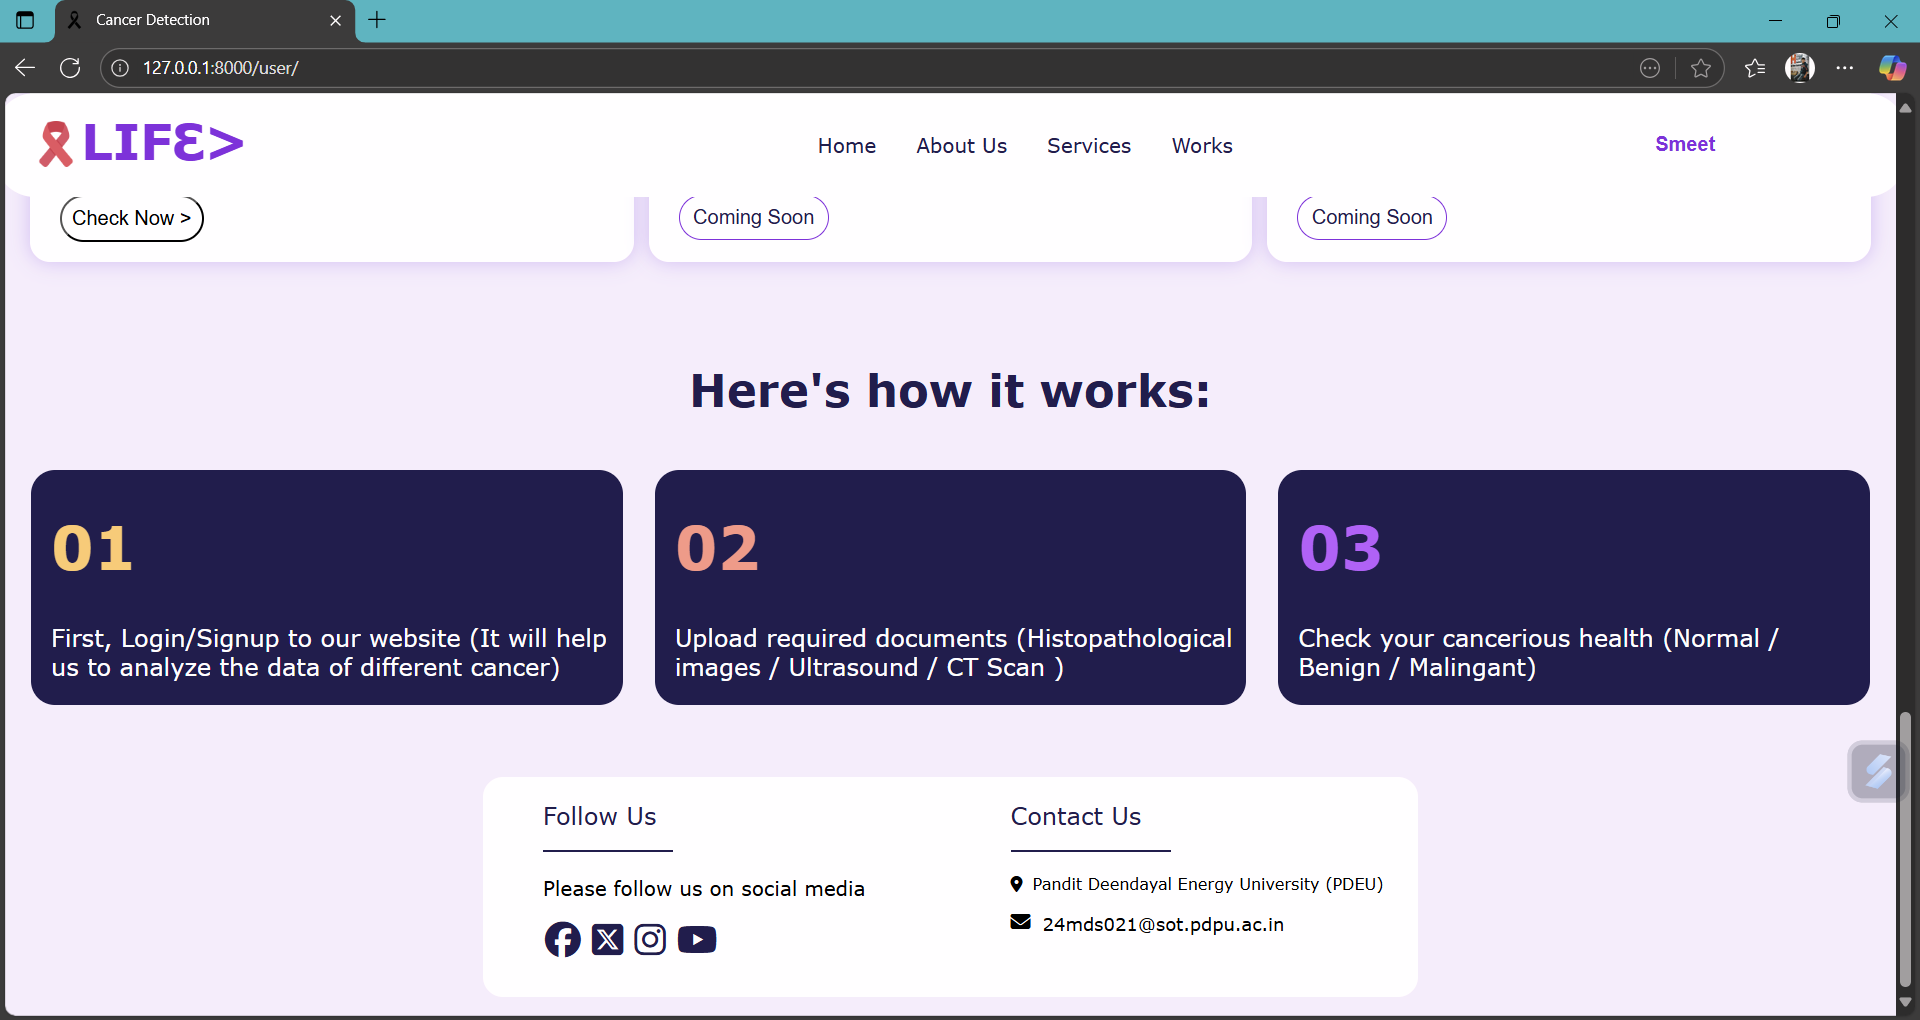 Cancer Detection
127.0.0.1:8000/user/
LIFƐ>
Home About Us Services Works
Smeet
Check Now >
Coming Soon
Coming Soon
Here's how it works:
01
First, Login/Signup to our website (It will help
us to analyze the data of different cancer)
02
Upload required documents (Histopathological
images / Ultrasound / CT Scan )
03
Check your cancerious health (Normal /
Benign / Malingant)
Follow Us
Please follow us on social media
Contact Us
Pandit Deendayal Energy University (PDEU)
24mds021@sot.pdpu.ac.in